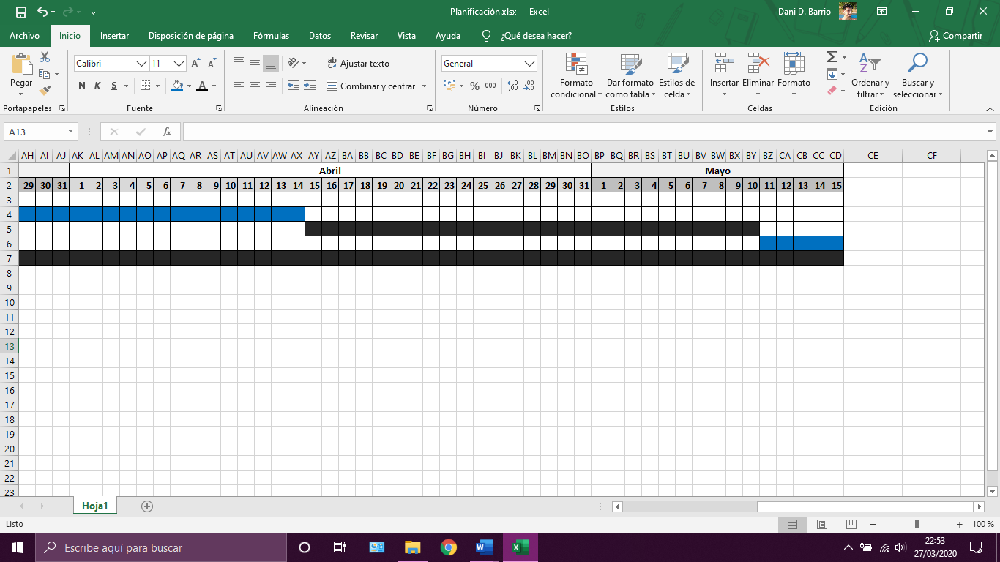 Planificación.xlsx - Excel
Dani D. Barrio
Archivo Inicio Insertar Disposición de página Fórmulas Datos Revisar Vista Ayuda ¿Qué desea hacer? Compartir
Pegar
Portapapeles
Calibri 11
N K S A
Fuente
ab Ajustar texto
Combinar y centrar
Alineación
General
% 000
Número
Formato condicional
Dar formato como tabla
Estilos de celda
Estilos
Insertar Eliminar Formato
Celdas
Ordenar y filtrar
Buscar y seleccionar
Edición
A13 fx
AH AI AJ AK AL AM AN AO AP AQ AR AS AT AU AV AW AX AY AZ BA BB BC BD BE BF BG BH BI BJ BK BL BM BN BO BP BQ BR BS BT BU BV BW BX BY BZ CA CB CC CD CE CF
1 Abril Mayo
2 29 30 31 1 2 3 4 5 6 7 8 9 10 11 12 13 14 15 16 17 18 19 20 21 22 23 24 25 26 27 28 29 30 31 1 2 3 4 5 6 7 8 9 10 11 12 13 14 15
3
4
5
6
7
8
9
10
11
12
13
14
15
16
17
18
19
20
21
22
23
Hoja1
Listo
100 %
Escribe aquí para buscar
22:53
27/03/2020